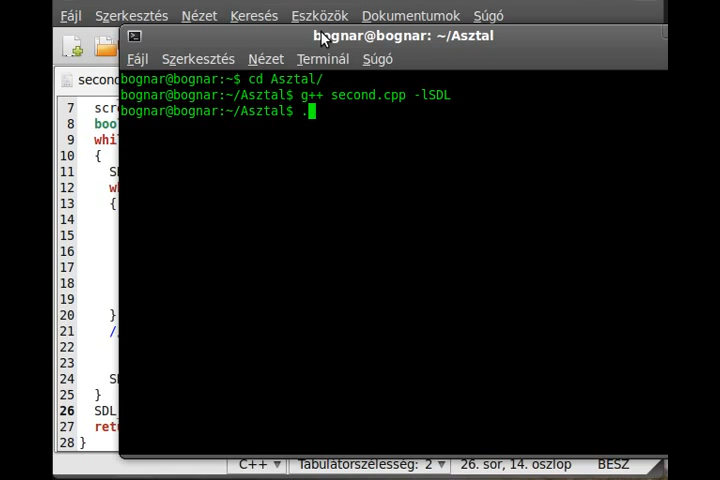 Fájl Szerkesztés Nézet Keresés Eszközök Dokumentumok Súgó
bognar@bognar: ~/Asztal
Fájl Szerkesztés Nézet Terminál Súgó
bognar@bognar:~$ cd Asztal/
bognar@bognar:~/Asztal$ g++ second.cpp -lSDL
bognar@bognar:~/Asztal$ .
second
7 scr
8 boo
9 whi
10 {
11 S
12 w
13 {
14
15
16
17
18
19
20 }
21 /
22
23
24 S
25 }
26 SDL_
27 ret
28 }
C++ Tabulátorszélesség: 2 26. sor, 14. oszlop BESZ